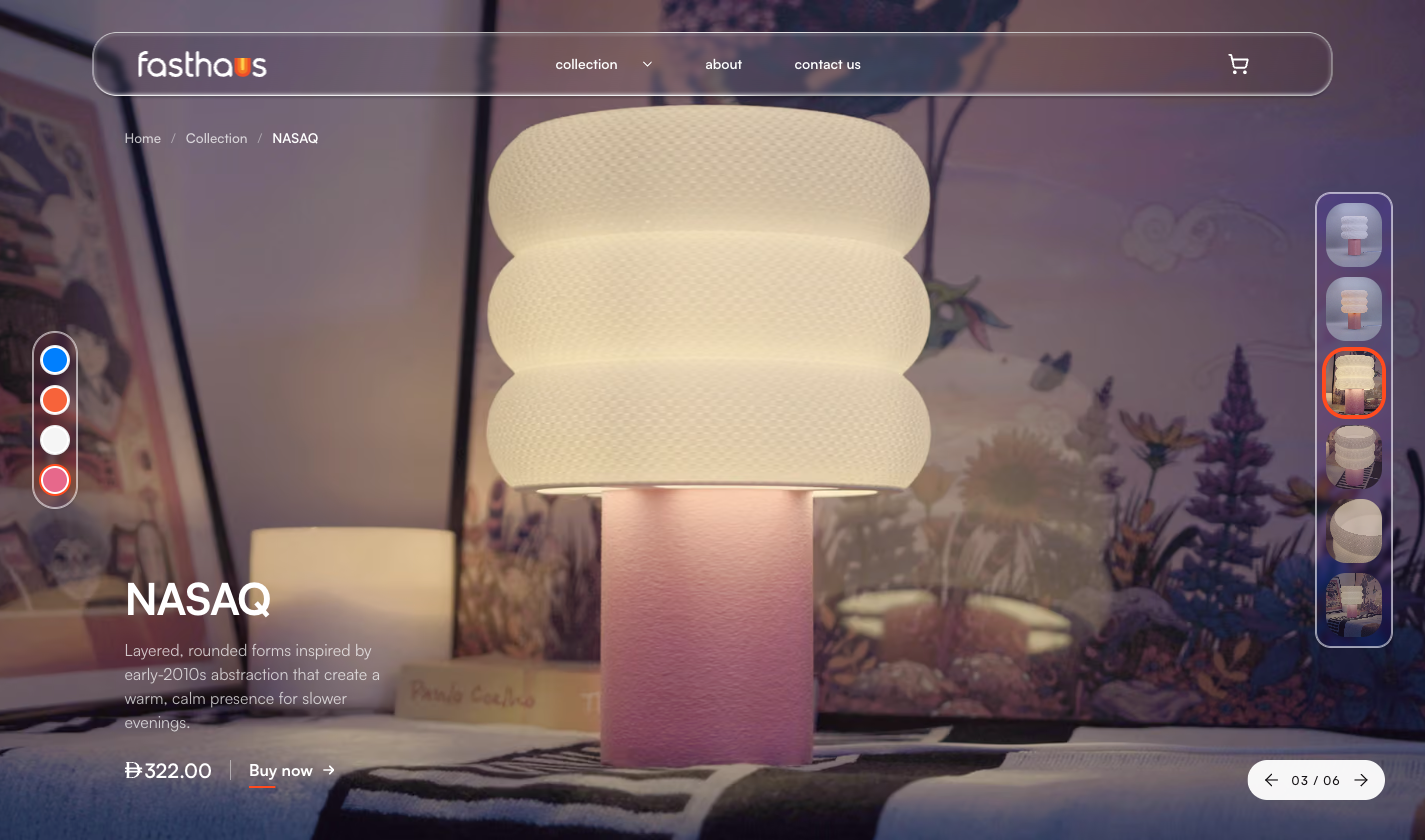 fasthaus
collection
about
contact us
Home / Collection / NASAQ
NASAQ
Layered, rounded forms inspired by
early-2010s abstraction that create a
warm, calm presence for slower
evenings.
322.00
Buy now →
← 03 / 06 →
Paulo Coelho